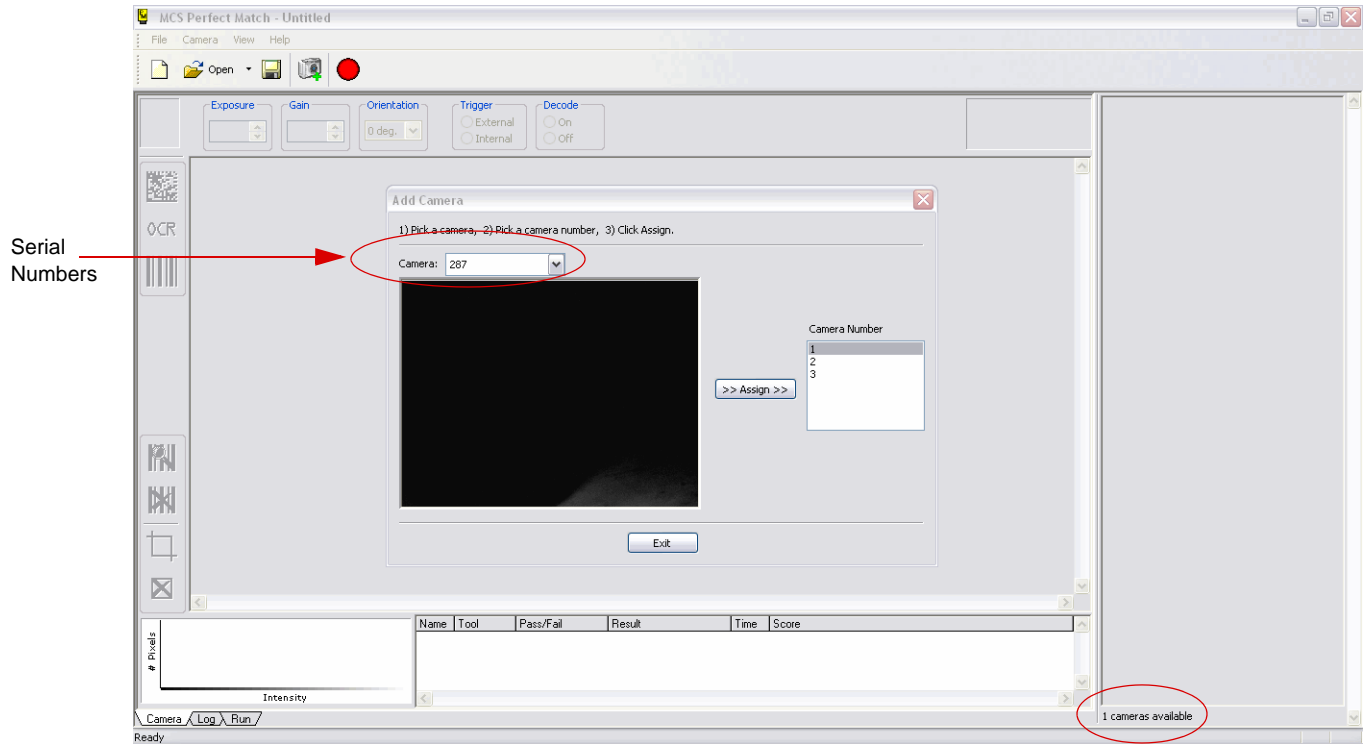 MCS Perfect Match - Untitled
File Camera View Help
Open
Exposure Gain Orientation Trigger Decode
0 deg. External On
Internal Off
Add Camera
1) Pick a camera, 2) Pick a camera number, 3) Click Assign.
OCR
Serial
Numbers
Camera: 287
Camera Number
1
2
3
>> Assign >>
Exit
Name Tool Pass/Fail Result Time Score
# Pixels
Intensity
Camera Log Run
1 cameras available
Ready